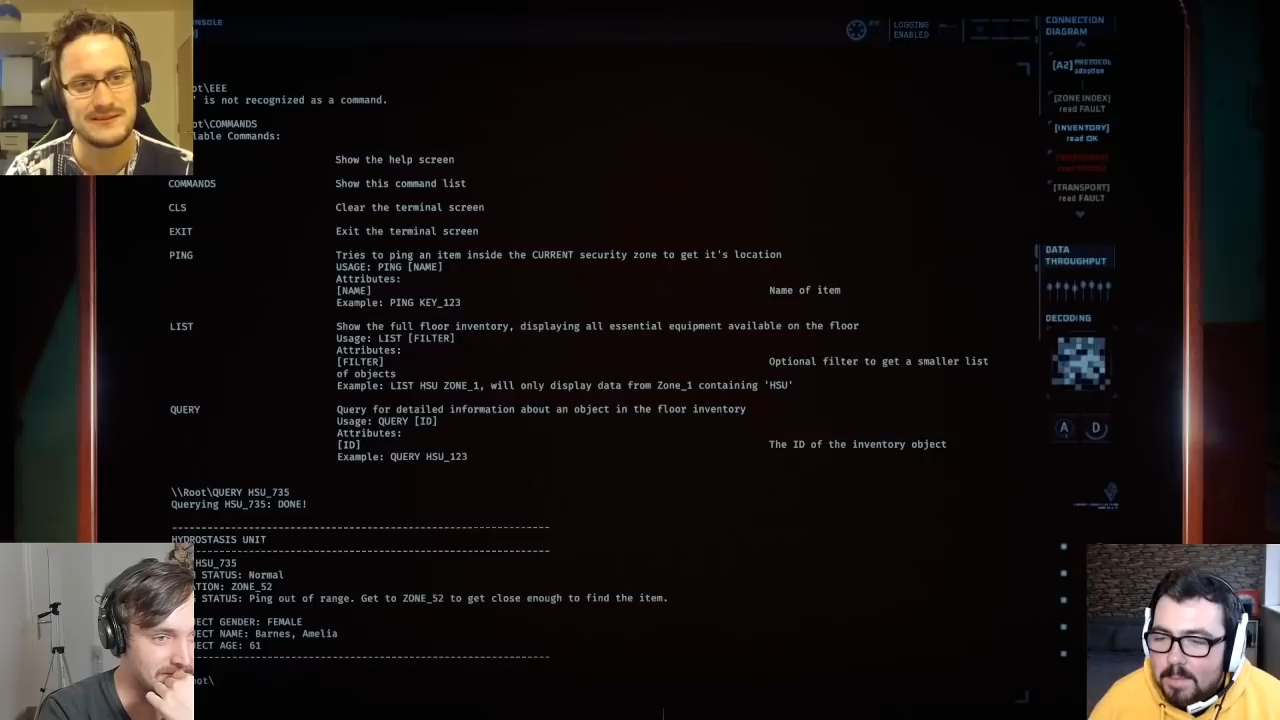 ONSOLE
LOGGING
ENABLED
CONNECTION
DIAGRAM
[A2] PROTOCOL
adaption
[ZONE INDEX]
read FAULT
[INVENTORY]
read OK
[TRANSPORT]
read FAULT
DATA
THROUGHPUT
DECODING
A D
ot\EEE
' is not recognized as a command.
ot\COMMANDS
lable Commands:
Show the help screen
COMMANDS Show this command list
CLS Clear the terminal screen
EXIT Exit the terminal screen
PING Tries to ping an item inside the CURRENT security zone to get it's location
USAGE: PING [NAME]
Attributes:
[NAME] Name of item
Example: PING KEY_123
LIST Show the full floor inventory, displaying all essential equipment available on the floor
Usage: LIST [FILTER]
Attributes:
[FILTER] Optional filter to get a smaller list
of objects
Example: LIST HSU ZONE_1, will only display data from Zone_1 containing 'HSU'
QUERY Query for detailed information about an object in the floor inventory
Usage: QUERY [ID]
Attributes:
[ID] The ID of the inventory object
Example: QUERY HSU_123
\\Root\QUERY HSU_735
Querying HSU_735: DONE!
HYDROSTASIS UNIT
HSU_735
STATUS: Normal
ATION: ZONE_52
STATUS: Ping out of range. Get to ZONE_52 to get close enough to find the item.
JECT GENDER: FEMALE
JECT NAME: Barnes, Amelia
JECT AGE: 61
oot\